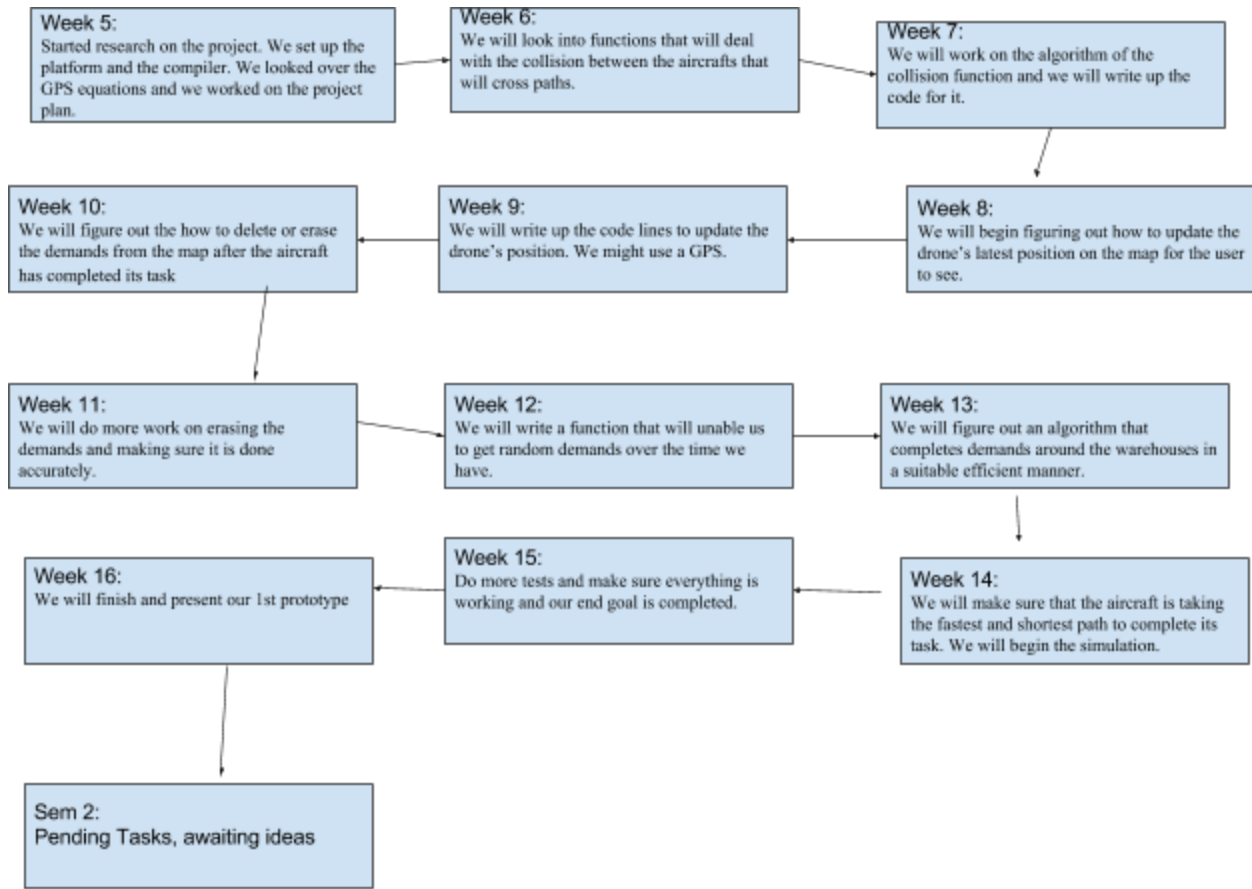 Week 5:
Started research on the project. We set up the
platform and the compiler. We looked over the
GPS equations and we worked on the project
plan.
Week 6:
We will look into functions that will deal
with the collision between the aircrafts that
will cross paths.
Week 7:
We will work on the algorithm of the
collision function and we will write up the
code for it.
Week 8:
We will begin figuring out how to update the
drone's latest position on the map for the user
to see.
Week 9:
We will write up the code lines to update the
drone's position. We might use a GPS.
Week 10:
We will figure out the how to delete or erase
the demands from the map after the aircraft
has completed its task
Week 11:
We will do more work on erasing the
demands and making sure it is done
accurately.
Week 12:
We will write a function that will unable us
to get random demands over the time we
have.
Week 13:
We will figure out an algorithm that
completes demands around the warehouses in
a suitable efficient manner.
Week 14:
We will make sure that the aircraft is taking
the fastest and shortest path to complete its
task. We will begin the simulation.
Week 15:
Do more tests and make sure everything is
working and our end goal is completed.
Week 16:
We will finish and present our 1st prototype
Sem 2:
Pending Tasks, awaiting ideas